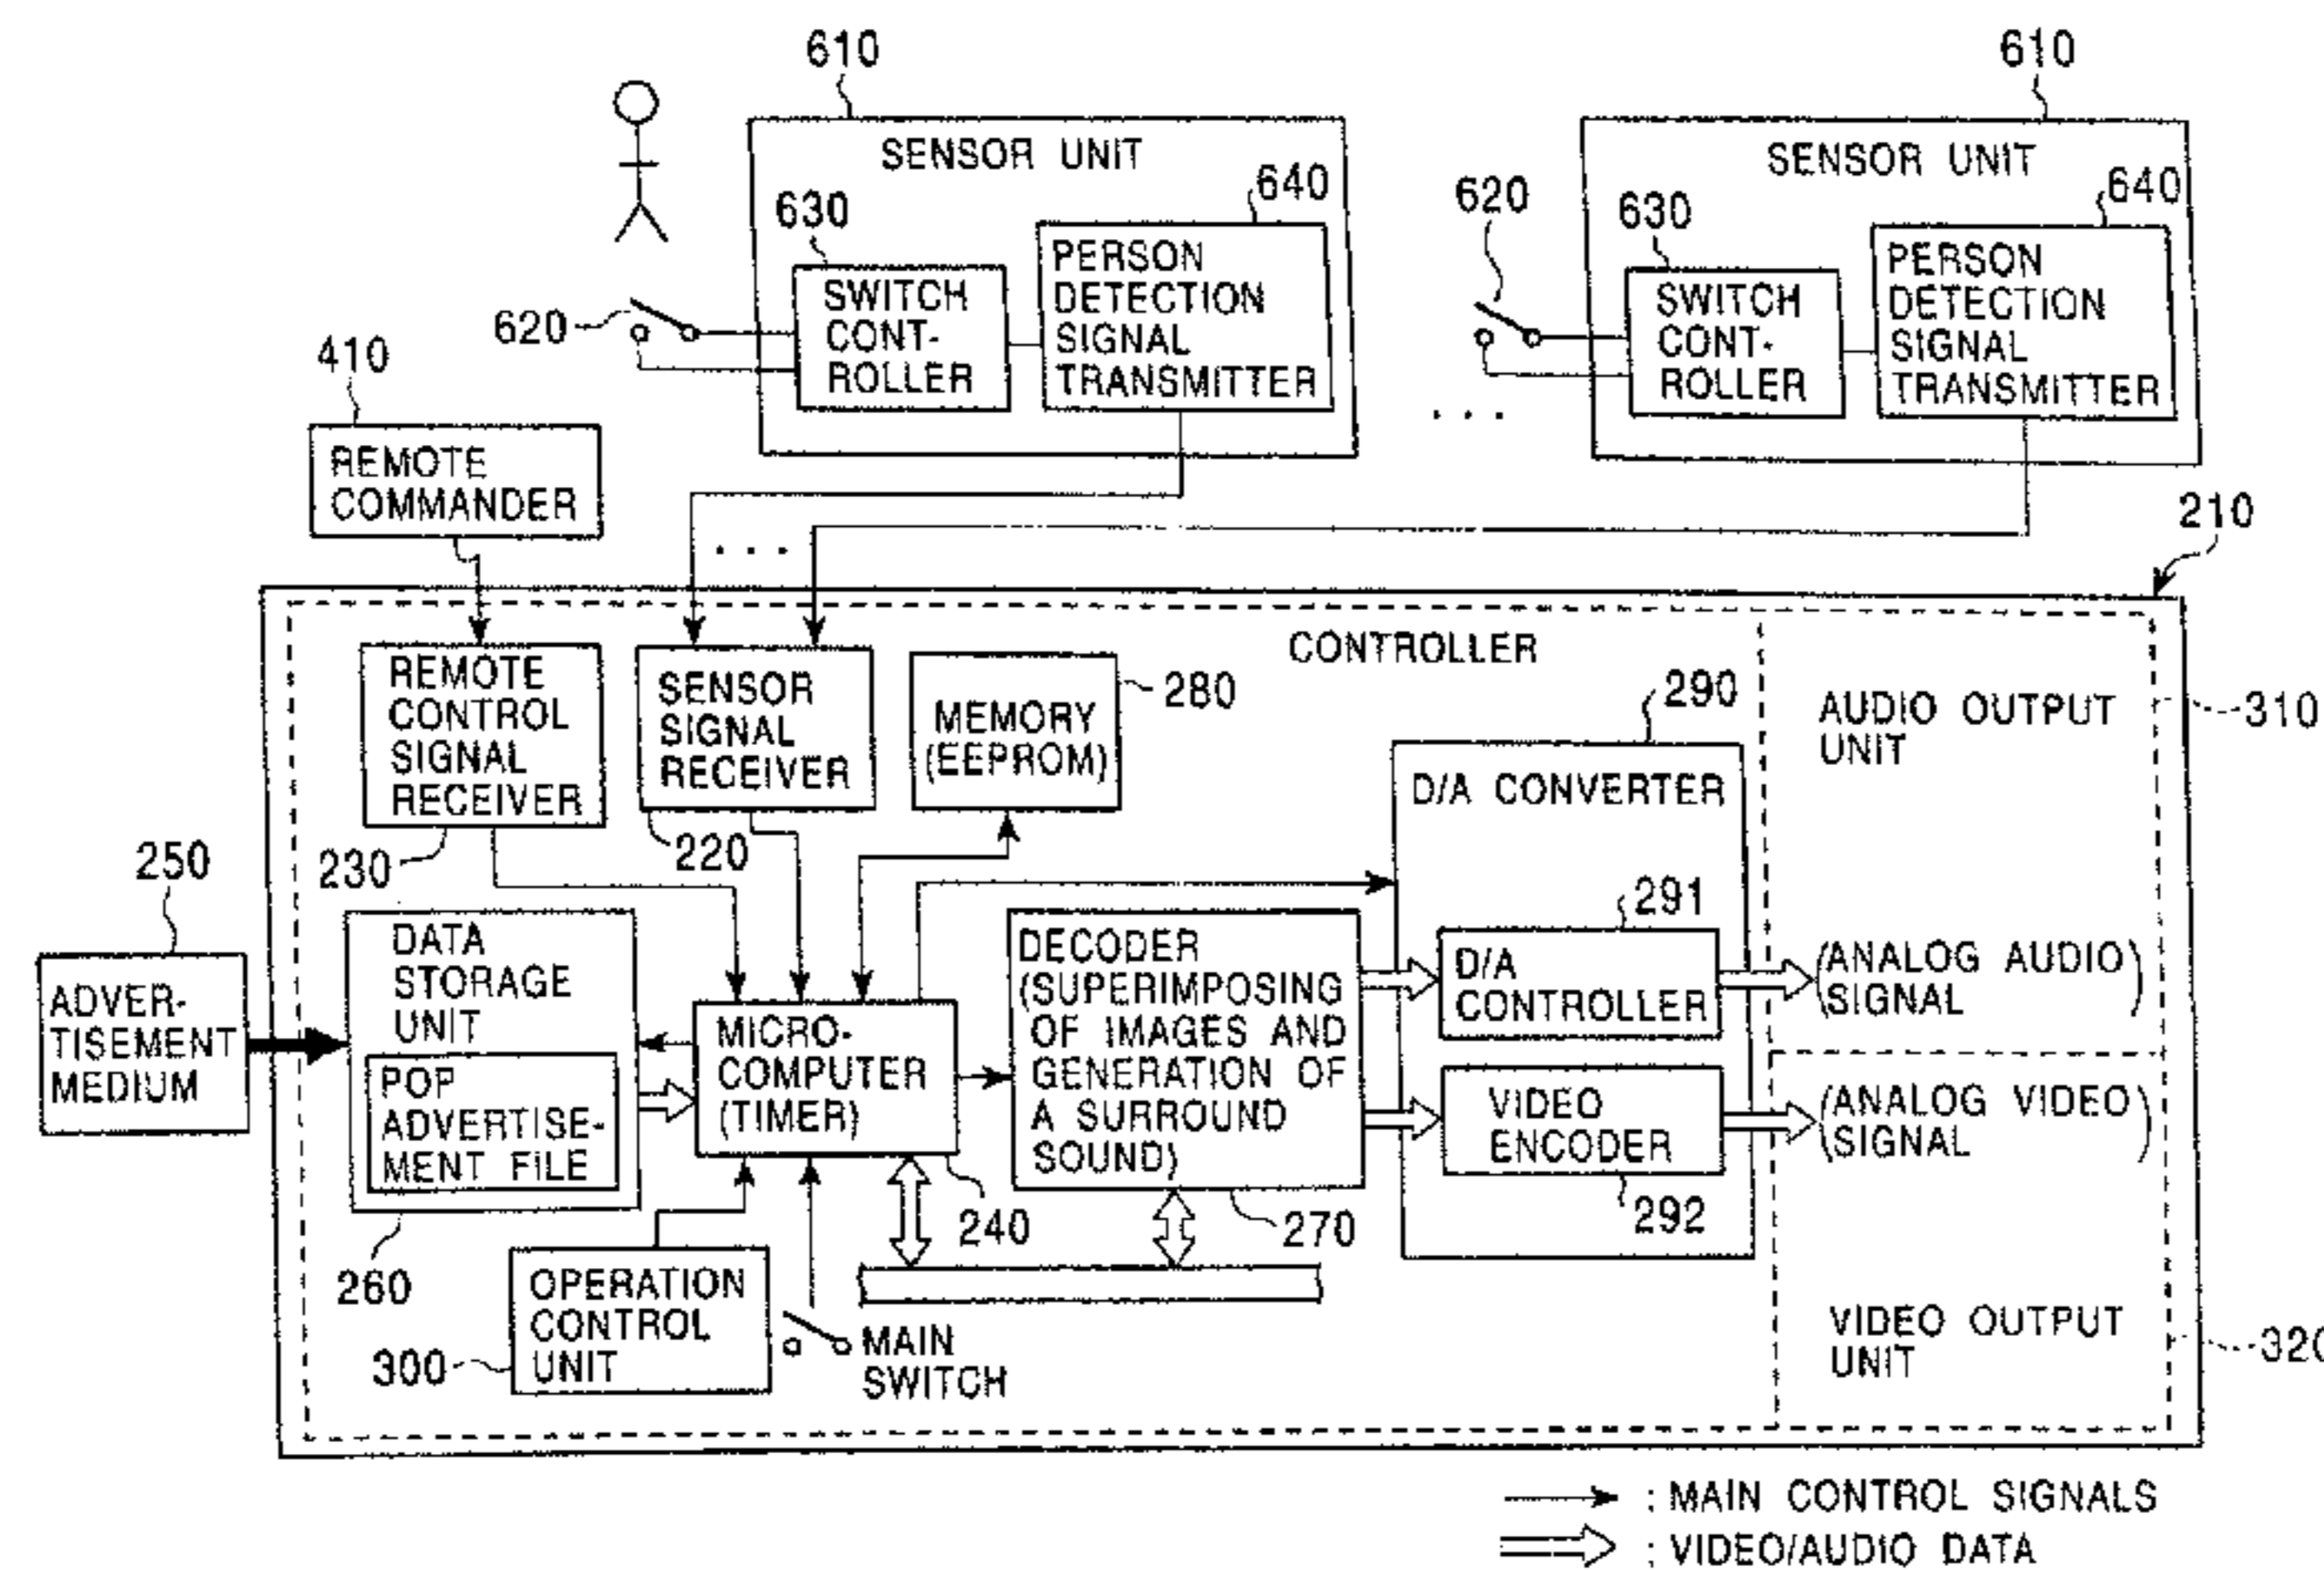 610
610
SENSOR UNIT
SENSOR UNIT
630
640
620
630
640
SWITCH
CONT-
ROLLER
PERSON
DETECTION
SIGNAL
TRANSMITTER
SWITCH
CONT-
ROLLER
PERSON
DETECTION
SIGNAL
TRANSMITTER
620
410
. . .
REMOTE
COMMANDER
. . .
210
CONTROLLER
REMOTE
CONTROL
SIGNAL
RECEIVER
230
SENSOR
SIGNAL
RECEIVER
220
MEMORY
(EEPROM)
280
290
D/A CONVERTER
AUDIO OUTPUT
UNIT
310
250
ADVER-
TISEMENT
MEDIUM
DATA
STORAGE
UNIT
POP
ADVERTISE-
MENT FILE
260
MICRO-
COMPUTER
(TIMER)
240
DECODER
(SUPERIMPOSING
OF IMAGES AND
GENERATION OF
A SURROUND
SOUND)
270
291
D/A
CONTROLLER
(ANALOG AUDIO
SIGNAL)
VIDEO
ENCODER
292
(ANALOG VIDEO
SIGNAL)
OPERATION
CONTROL
UNIT
300
MAIN
SWITCH
VIDEO OUTPUT
UNIT
320
: MAIN CONTROL SIGNALS
: VIDEO/AUDIO DATA